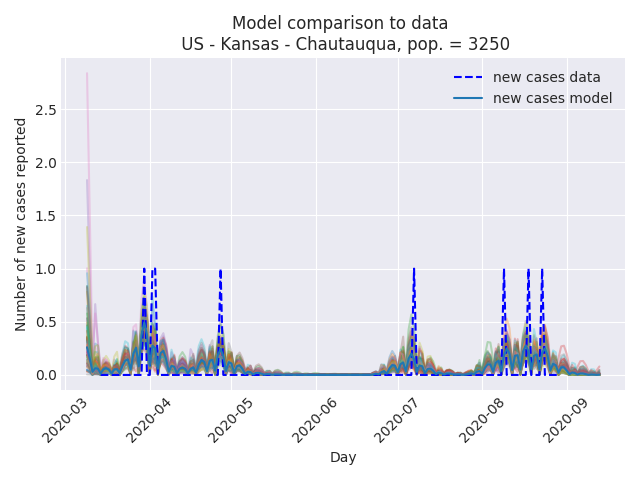 Model comparison to data
US - Kansas - Chautauqua, pop. = 3250
new cases data
new cases model
Number of new cases reported
2.5
2.0
1.5
1.0
0.5
0.0
2020-03
2020-04
2020-05
2020-06
2020-07
2020-08
2020-09
Day